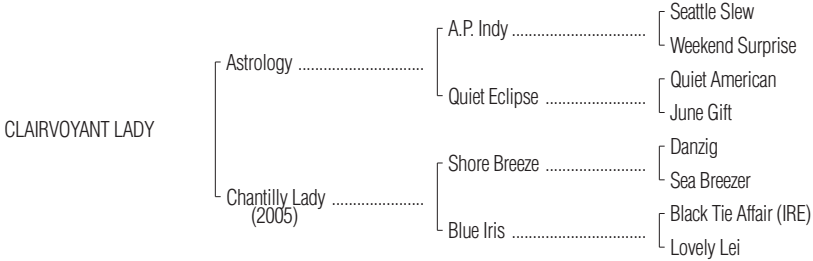 Seattle Slew
A.P. Indy ..................................
Weekend Surprise
Astrology ................................
Quiet American
Quiet Eclipse ..........................
June Gift
CLAIRVOYANT LADY
Danzig
Shore Breeze ..........................
Sea Breezer
Chantilly Lady ........................
(2005)
Black Tie Affair (IRE)
Blue Iris ..................................
Lovely Lei